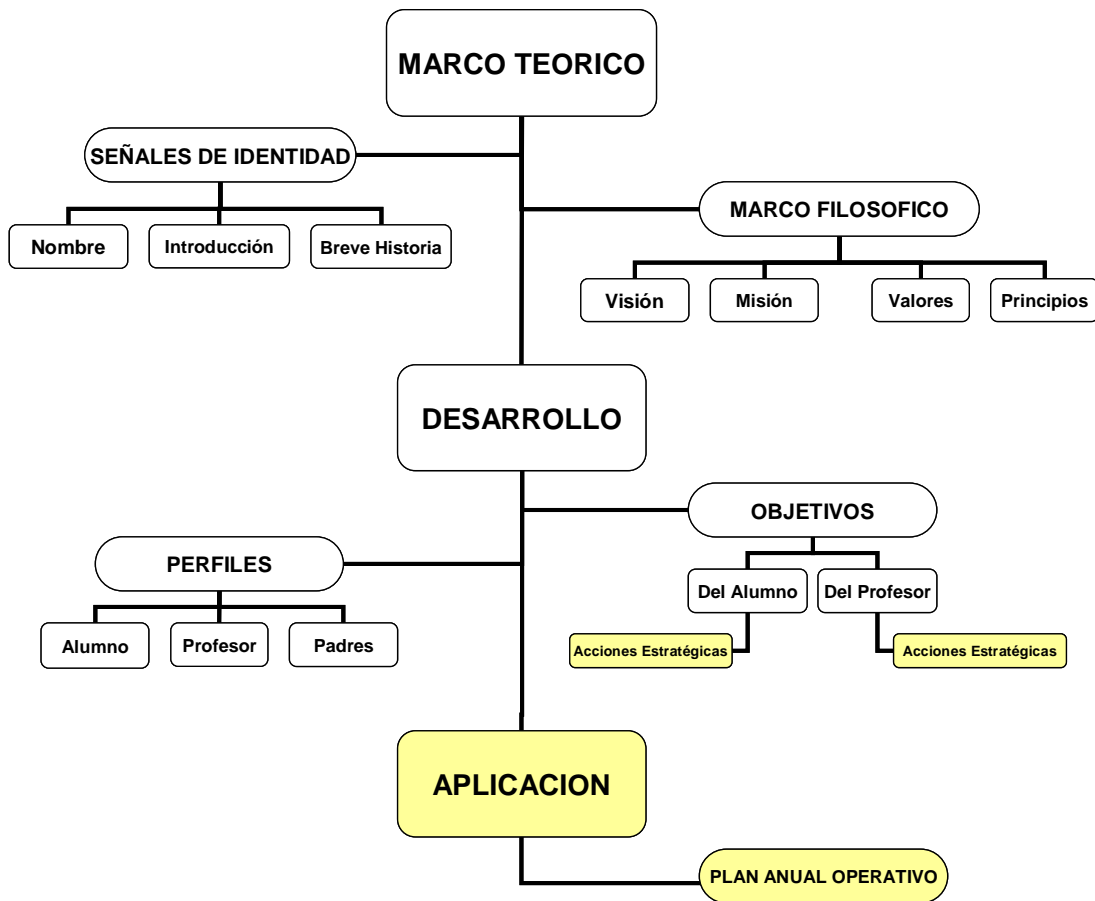 MARCO TEORICO
SEÑALES DE IDENTIDAD
Nombre
Introducción
Breve Historia
MARCO FILOSOFICO
Visión
Misión
Valores
Principios
DESARROLLO
OBJETIVOS
Del Alumno
Del Profesor
Acciones Estratégicas
Acciones Estratégicas
PERFILES
Alumno
Profesor
Padres
APLICACION
PLAN ANUAL OPERATIVO